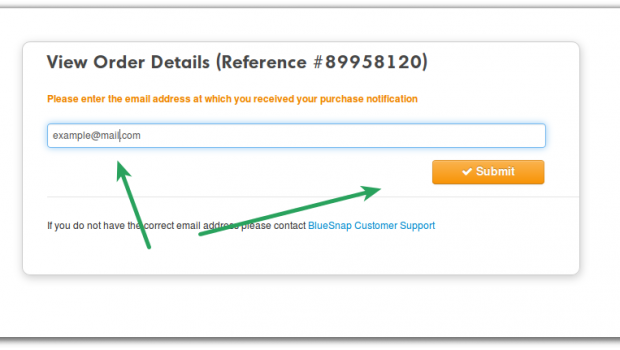 View Order Details (Reference #89958120)
Please enter the email address at which you received your purchase notification
example@mail.com
Submit
If you do not have the correct email address please contact BlueSnap Customer Support